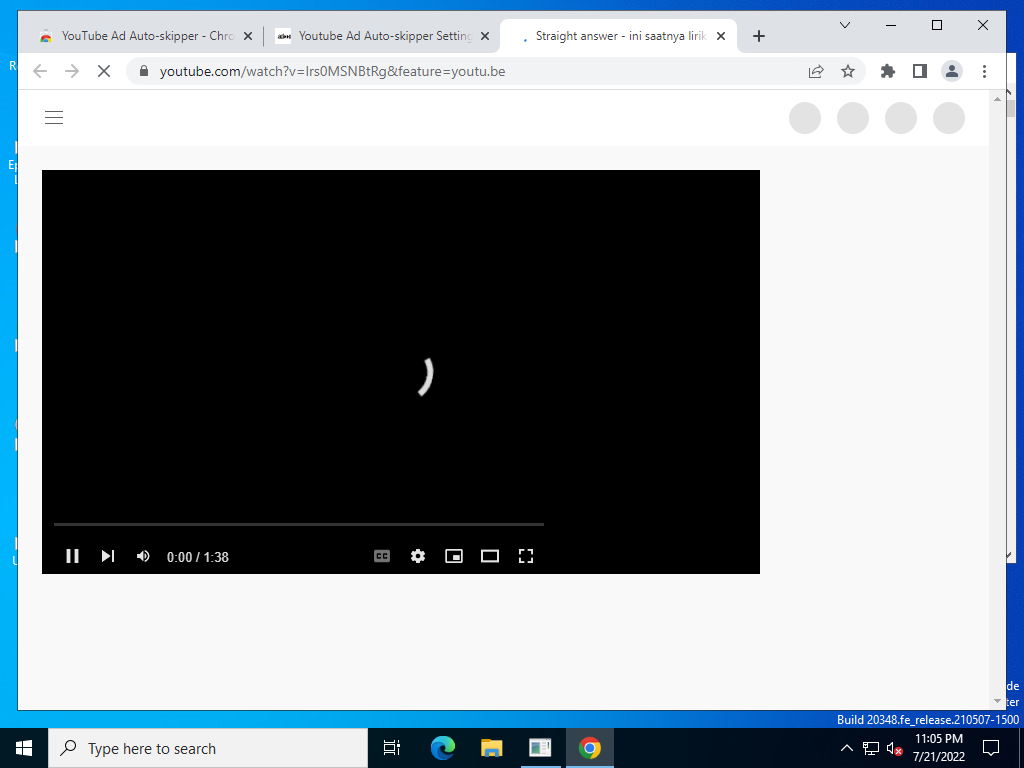 YouTube Ad Auto-skipper - Chro
Youtube Ad Auto-skipper Setting
Straight answer - ini saatnya lirik
youtube.com/watch?v=Irs0MSNBtRg&feature=youtu.be
CC
0:00 / 1:38
Build 20348.fe_release.210507-1500
Type here to search
11:05 PM
7/21/2022